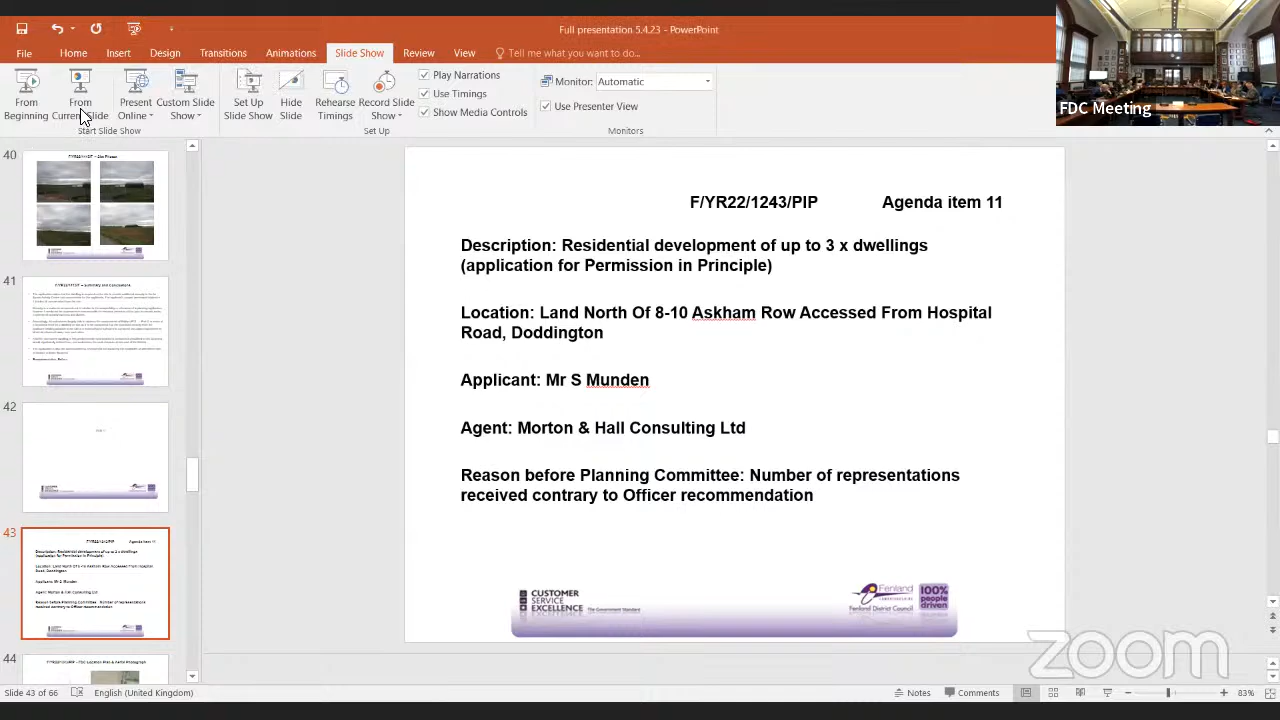 Full presentation 5.4.23 - PowerPoint
File Home Insert Design Transitions Animations Slide Show Review View Tell me what you want to do...
From Beginning
From Current Slide
Present Online
Custom Slide Show
Start Slide Show
Set Up Slide Show
Hide Slide
Rehearse Timings
Record Slide Show
Play Narrations
Use Timings
Show Media Controls
Set Up
Monitor: Automatic
Use Presenter View
Monitors
FDC Meeting
40
41
42
43
44
F/YR22/1243/PIP Agenda item 11
Description: Residential development of up to 3 x dwellings
(application for Permission in Principle)
Location: Land North Of 8-10 Askham Row Accessed From Hospital
Road, Doddington
Applicant: Mr S Munden
Agent: Morton & Hall Consulting Ltd
Reason before Planning Committee: Number of representations
received contrary to Officer recommendation
CUSTOMER
SERVICE
EXCELLENCE The Government Standard
Fenland
Fenland District Council
100%
people
driven
zoom
Slide 43 of 66 English (United Kingdom) Notes Comments 83%